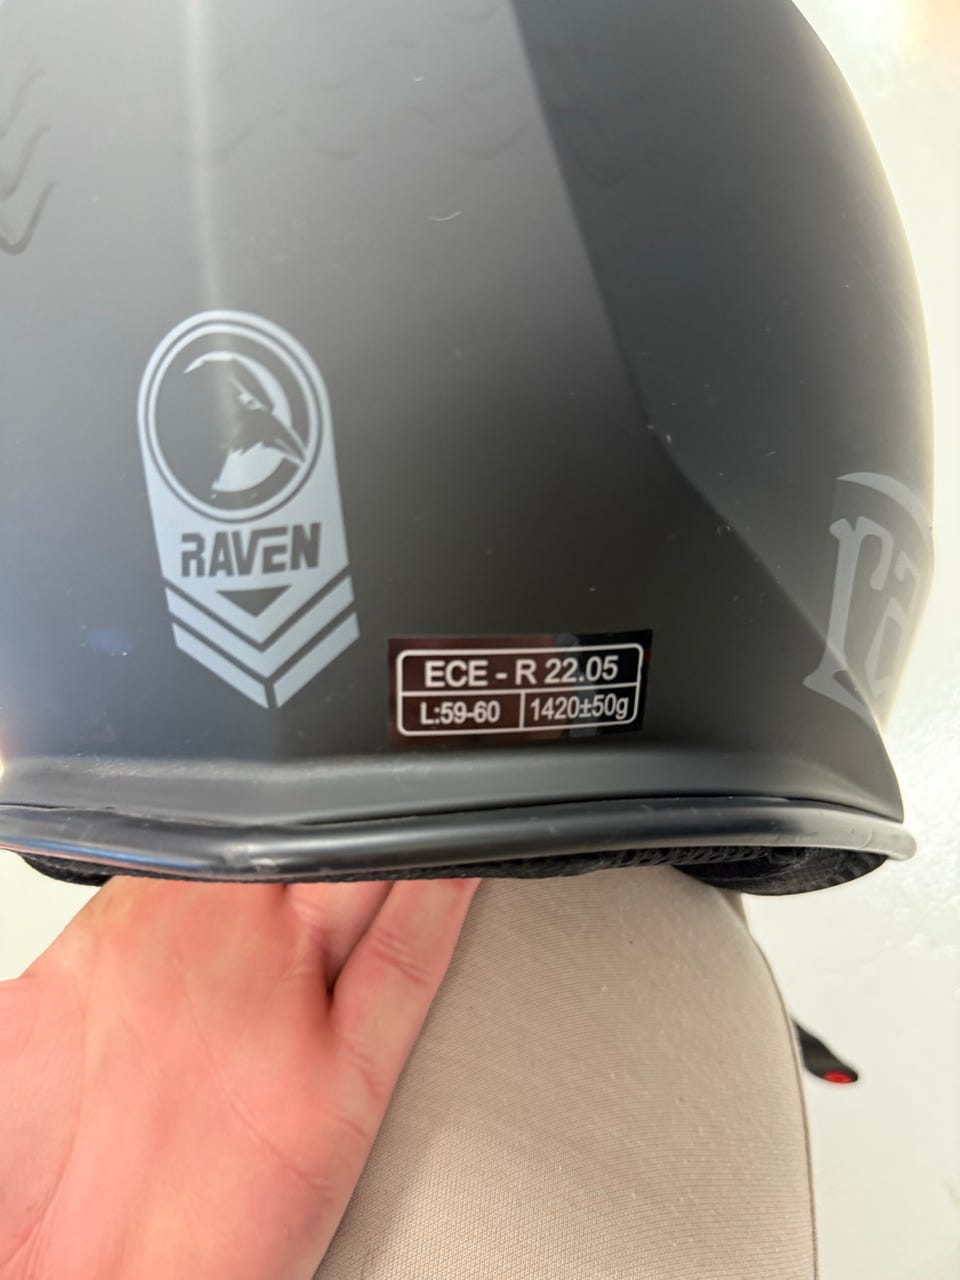 RAVEN
ECE - R 22.05
L:59-60
1420±50g